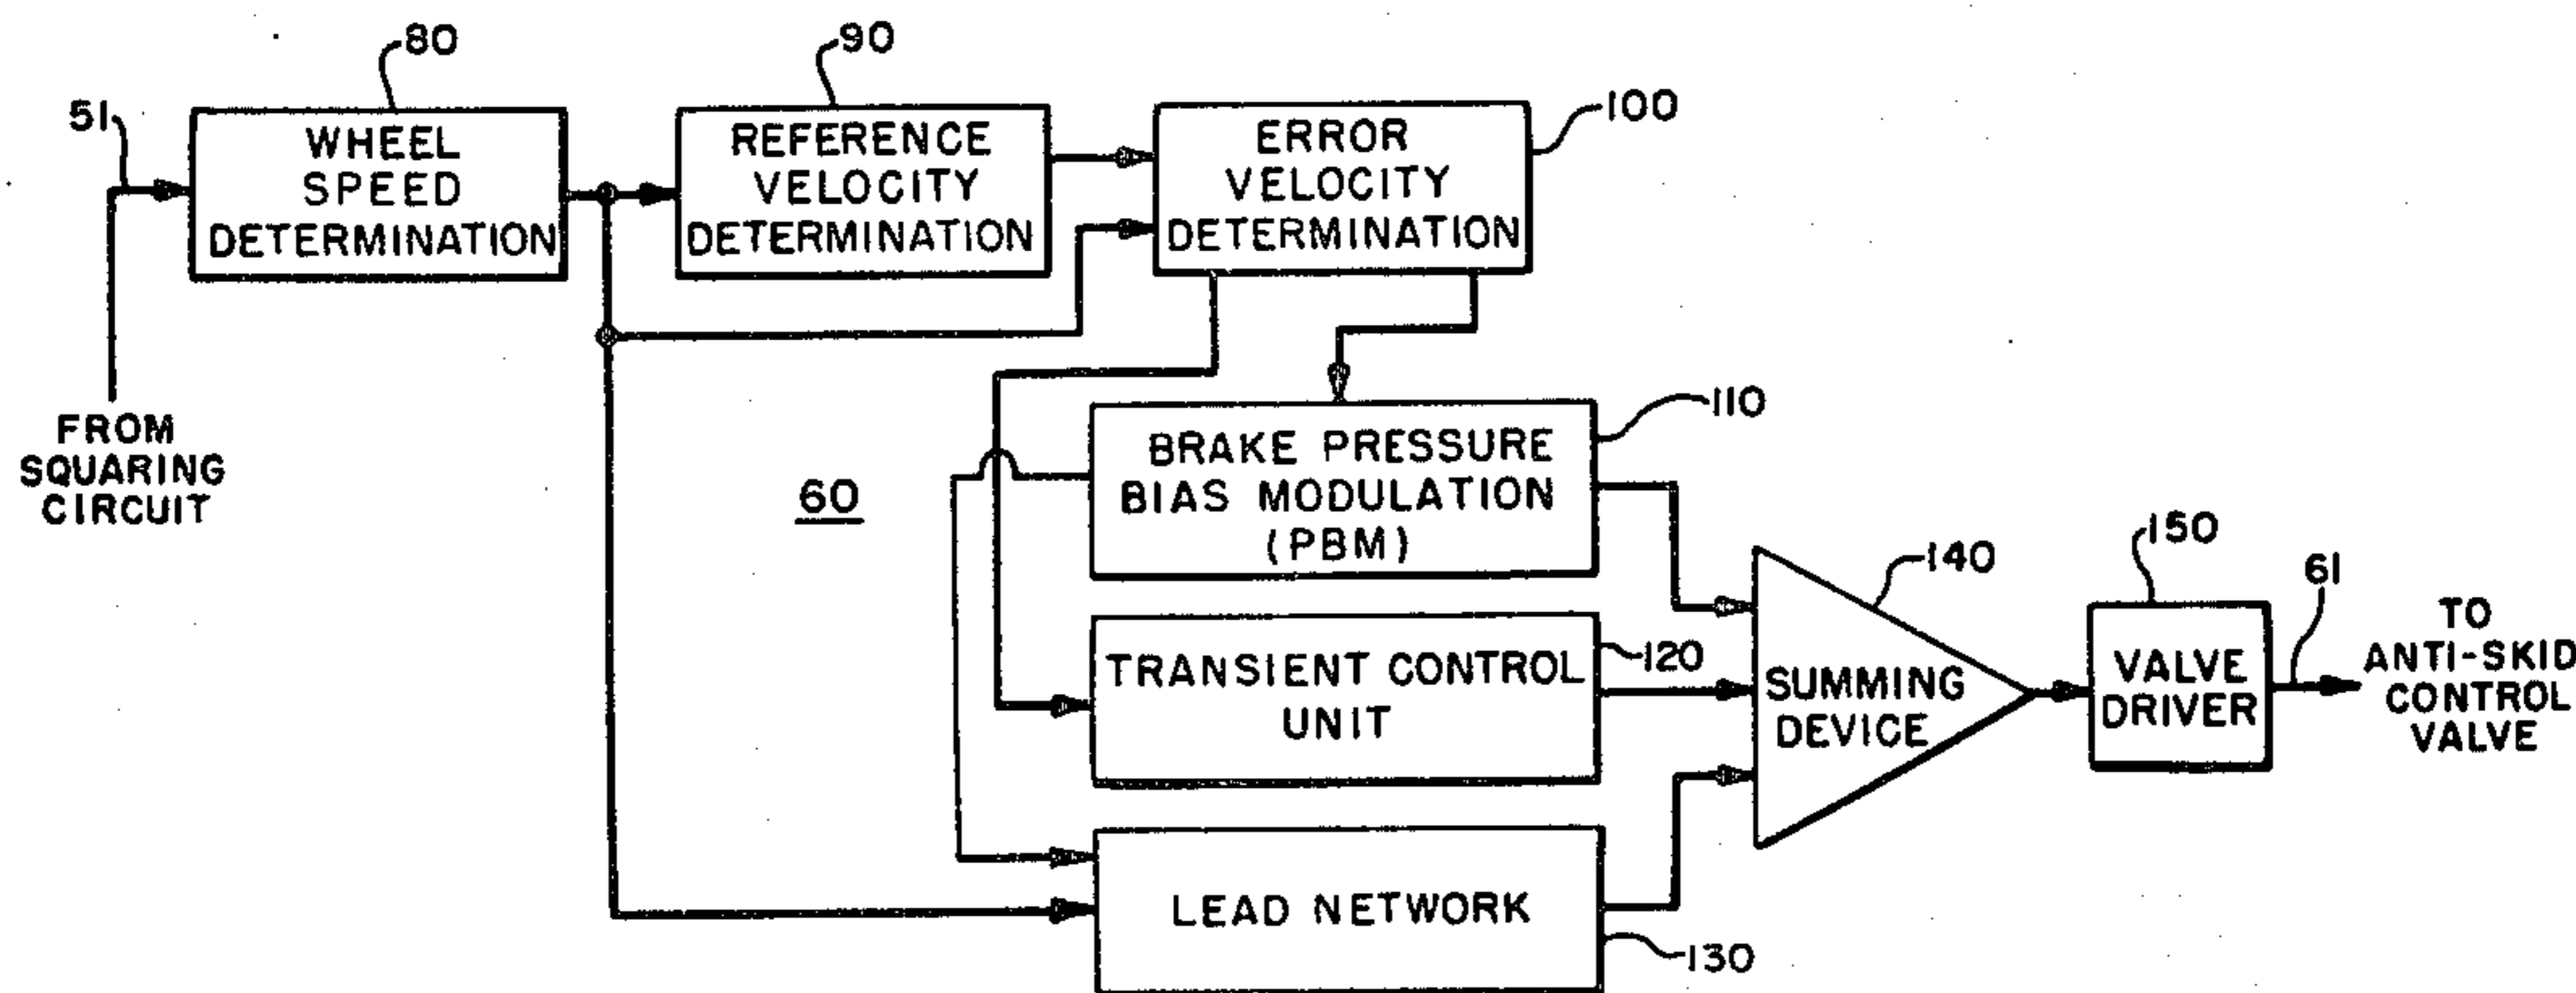 80
90
100
51
WHEEL
SPEED
DETERMINATION
REFERENCE
VELOCITY
DETERMINATION
ERROR
VELOCITY
DETERMINATION
FROM
SQUARING
CIRCUIT
60
110
BRAKE PRESSURE
BIAS MODULATION
(PBM)
120
TRANSIENT CONTROL
UNIT
130
LEAD NETWORK
140
SUMMING
DEVICE
150
VALVE
DRIVER
61
TO
ANTI-SKID
CONTROL
VALVE